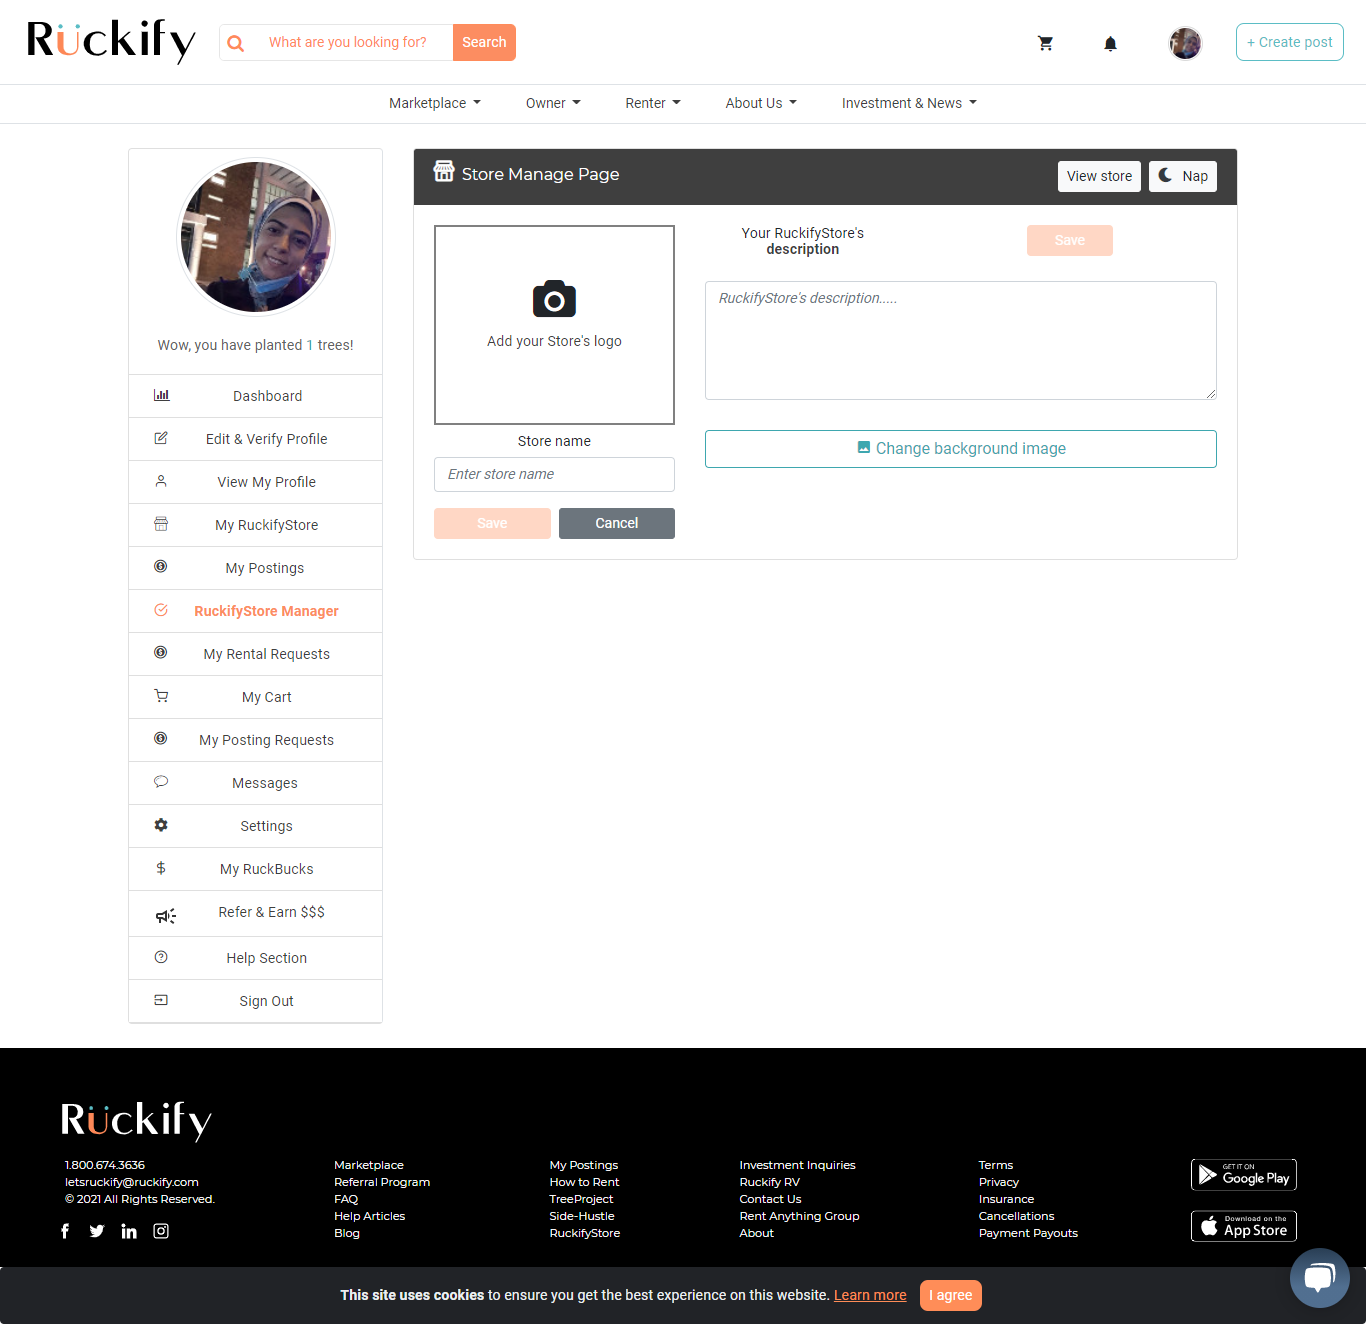 Rückify
What are you looking for?
Search
+ Create post
Marketplace
Owner
Renter
About Us
Investment & News
Wow, you have planted 1 trees!
Dashboard
Edit & Verify Profile
View My Profile
My RuckifyStore
My Postings
RuckifyStore Manager
My Rental Requests
My Cart
My Posting Requests
Messages
Settings
My RuckBucks
Refer & Earn $$$
Help Section
Sign Out
Store Manage Page
View store
Nap
Add your Store's logo
Store name
Enter store name
Save
Cancel
Your RuckifyStore's
description
Save
RuckifyStore's description.....
Change background image
Rückify
1.800.674.3636
letsruckify@ruckify.com
© 2021 All Rights Reserved.
Marketplace
Referral Program
FAQ
Help Articles
Blog
My Postings
How to Rent
TreeProject
Side-Hustle
RuckifyStore
Investment Inquiries
Ruckify RV
Contact Us
Rent Anything Group
About
Terms
Privacy
Insurance
Cancellations
Payment Payouts
GET IT ON
Google Play
Download on the
App Store
This site uses cookies to ensure you get the best experience on this website. Learn more
I agree